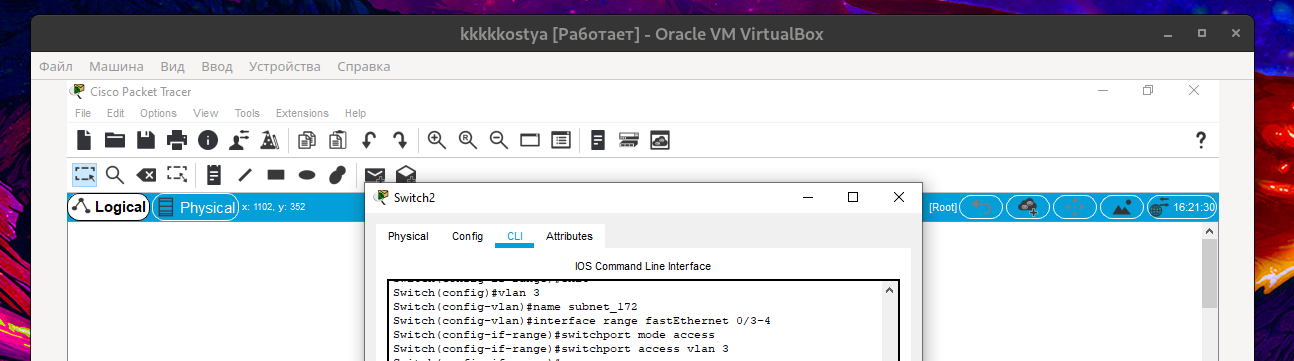 kkkkkostya [Работает] - Oracle VM VirtualBox
Файл Машина Вид Ввод Устройства Справка
Cisco Packet Tracer
File Edit Options View Tools Extensions Help
Switch2
Logical Physical x: 1102, y: 352 [Root] 16:21:30
Physical Config CLI Attributes
IOS Command Line Interface
Switch(config)#vlan 3
Switch(config-vlan)#name subnet_172
Switch(config-vlan)#interface range fastEthernet 0/3-4
Switch(config-if-range)#switchport mode access
Switch(config-if-range)#switchport access vlan 3